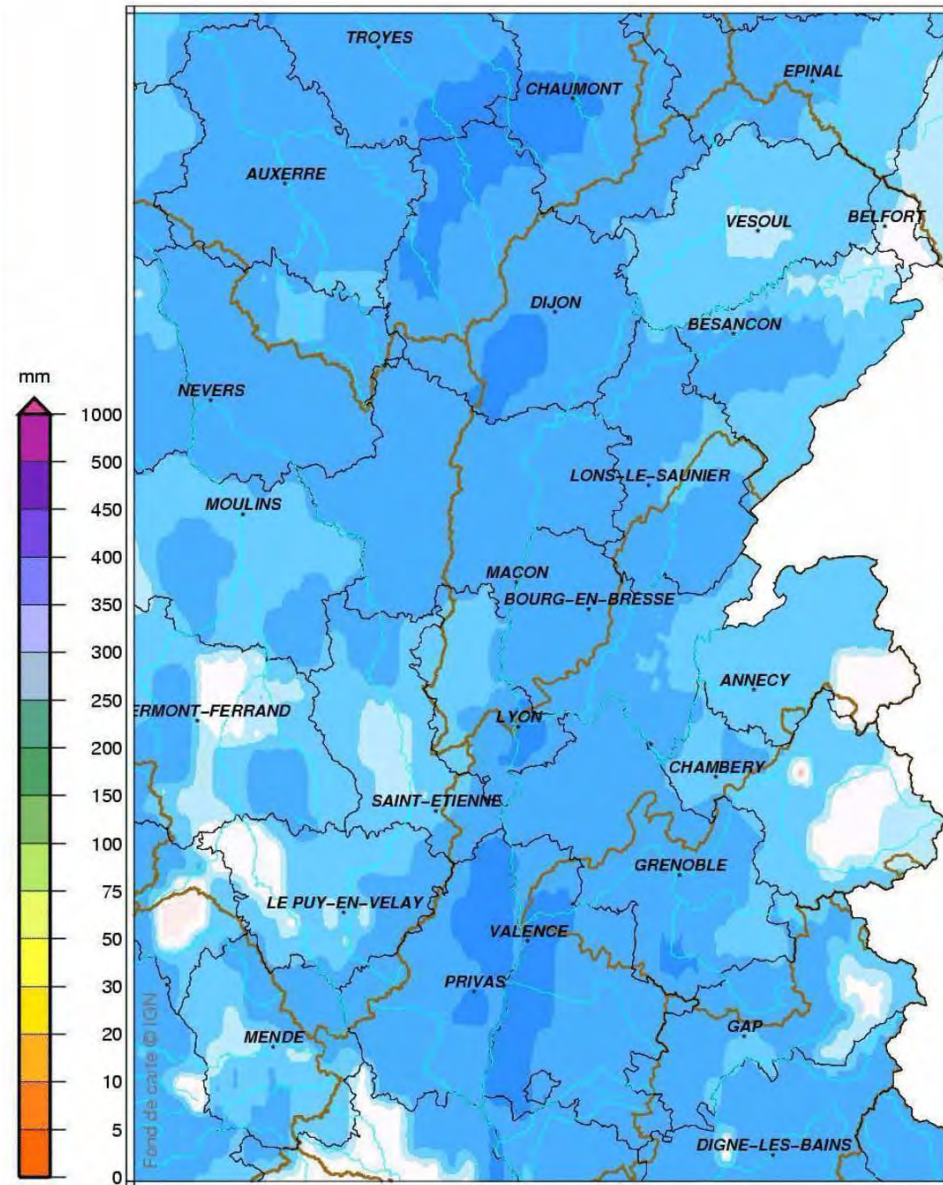 TROYES
CHAUMONT
EPINAL
AUXERRE
VESOUL
BELFORT
DIJON
BESANCON
NEVERS
LONS-LE-SAUNIER
MOULINS
MACON
BOURG-EN-BRESSE
ANNECY
ERMONT-FERRAND
LYON
CHAMBERY
SAINT-ETIENNE
GRENOBLE
LE PUY-EN-VELAY
VALENCE
PRIVAS
GAP
MENDE
DIGNE-LES-BAINS
Fond de carte © IGN
mm
1000
500
450
400
350
300
250
200
150
100
75
50
30
20
10
5
0